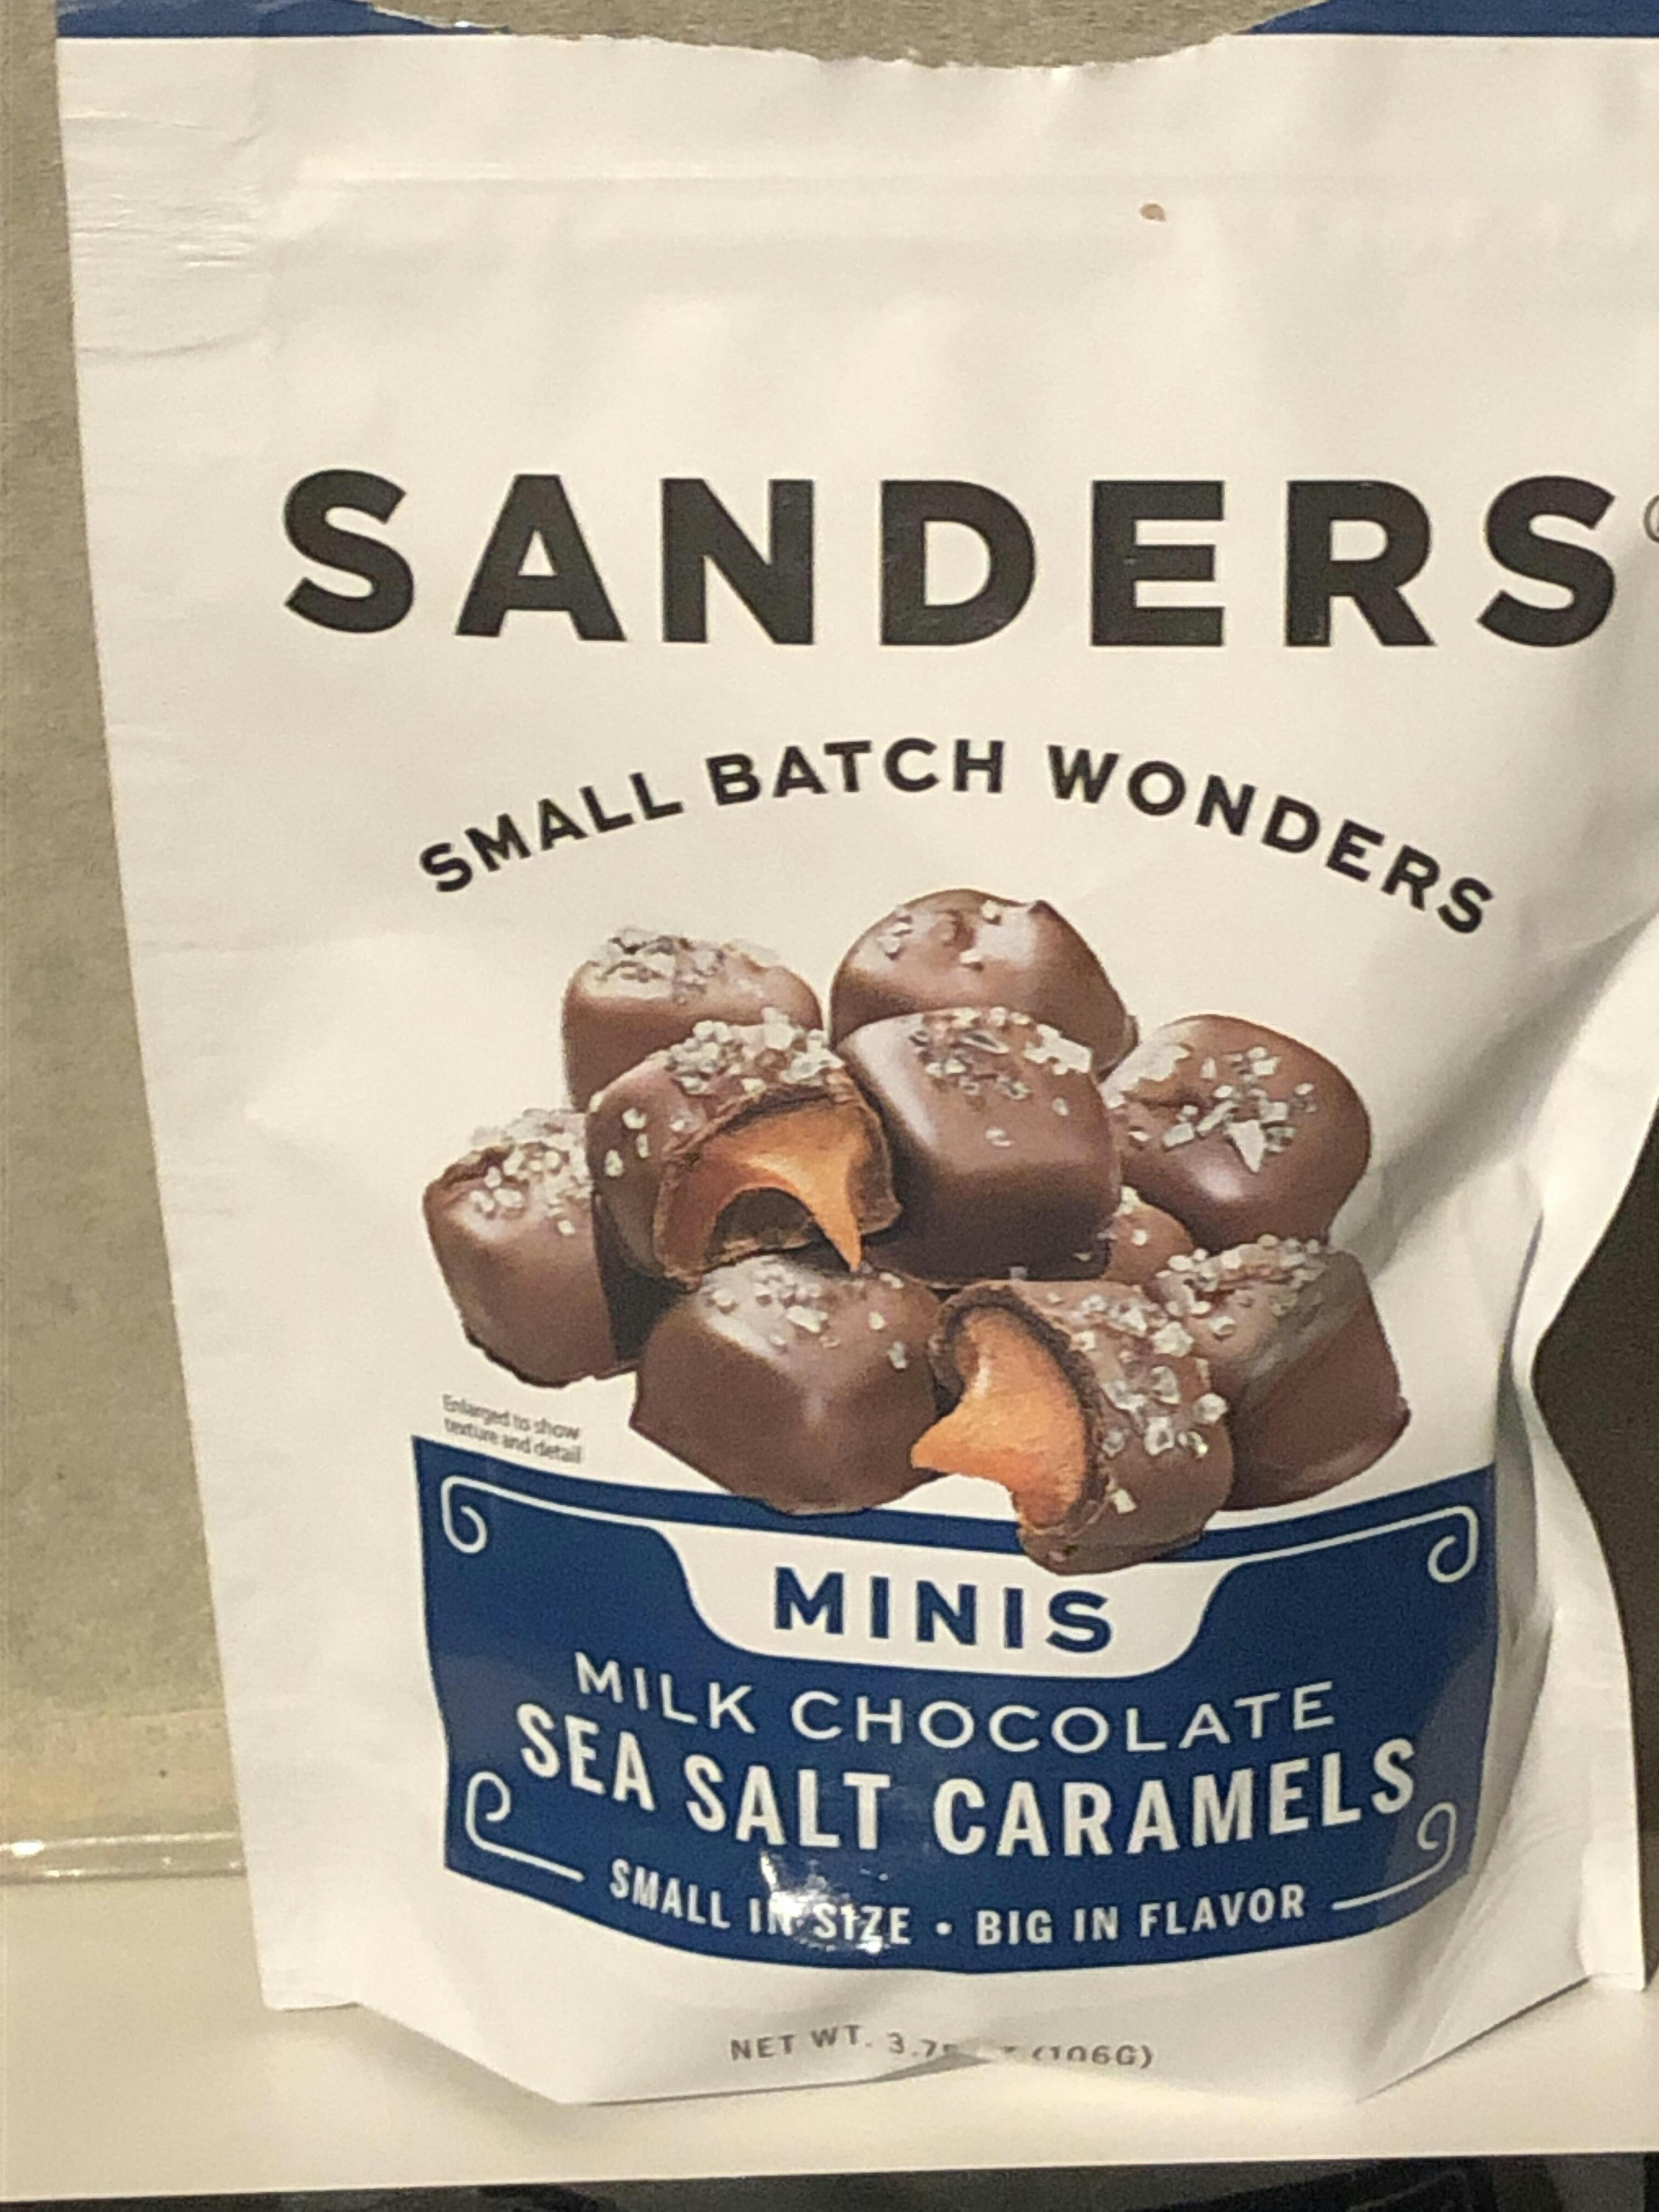 SANDERS®
SMALL BATCH WONDERS
Enlarged to show
texture and detail
MINIS
MILK CHOCOLATE
SEA SALT CARAMELS
SMALL IN SIZE • BIG IN FLAVOR
NET WT. (106G)